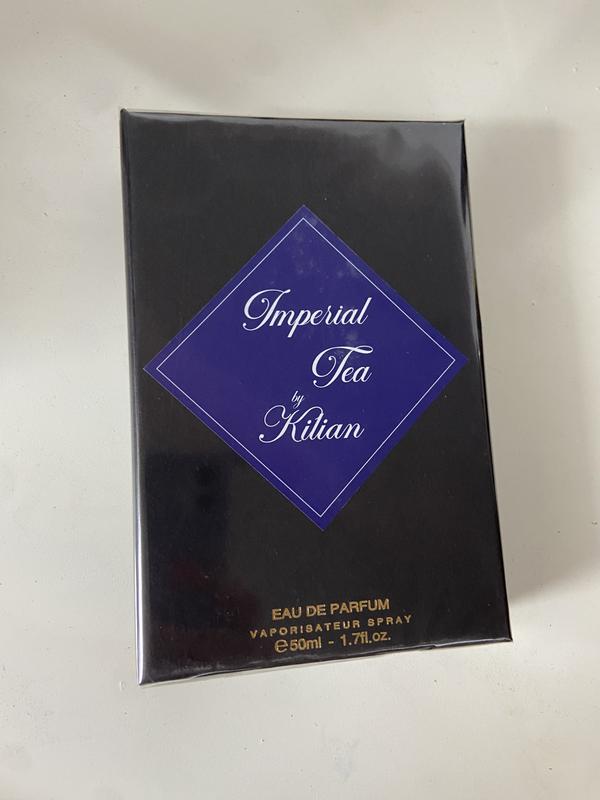 Imperial
Tea
by
Kilian
EAU DE PARFUM
VAPORISATEUR SPRAY
℮50ml - 1.7fl.oz.